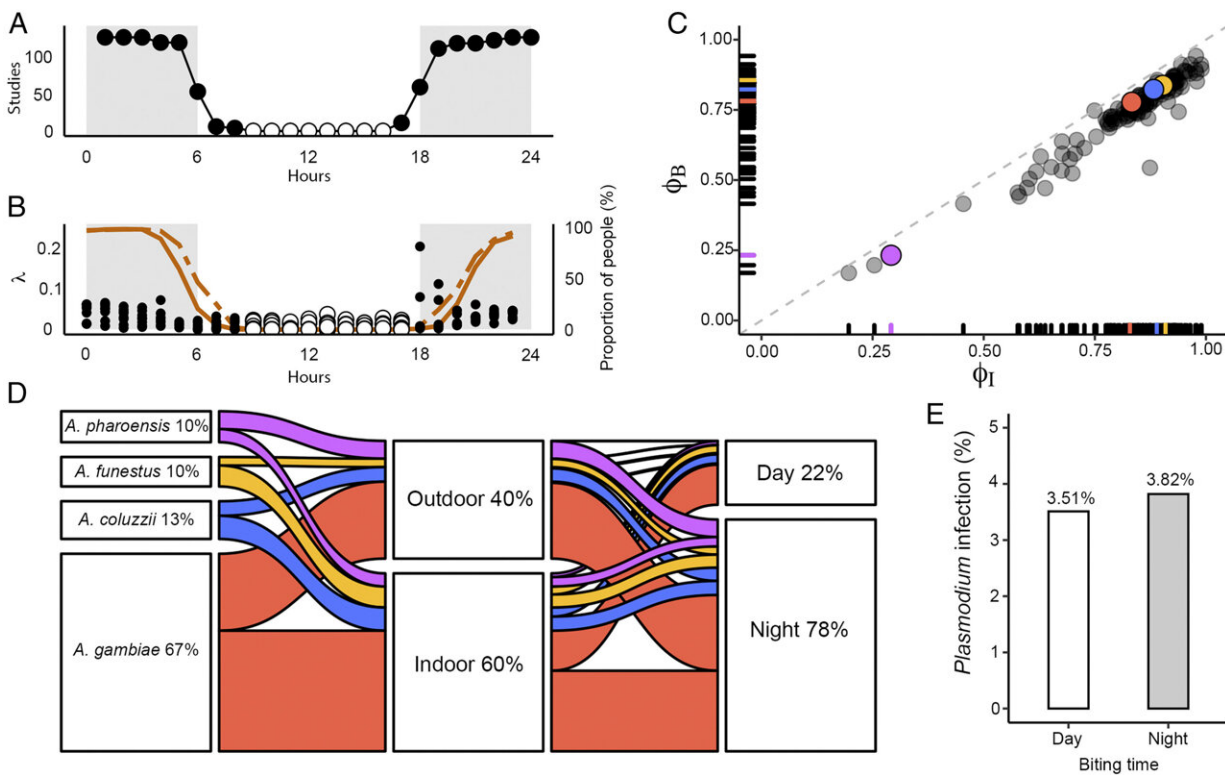 A
Studies
100
50
0
0
6
12
18
24
Hours
B
λ
0.2
0.1
0
100
50
0
Proportion of people (%)
0
6
12
18
24
Hours
C
ϕB
1.00
0.75
0.50
0.25
0.00
0.00
0.25
0.50
0.75
1.00
ϕI
D
A. pharoensis 10%
A. funestus 10%
A. coluzzii 13%
A. gambiae 67%
Outdoor 40%
Indoor 60%
Day 22%
Night 78%
E
Plasmodium infection (%)
5
4
3
2
1
0
3.51%
3.82%
Day
Night
Biting time